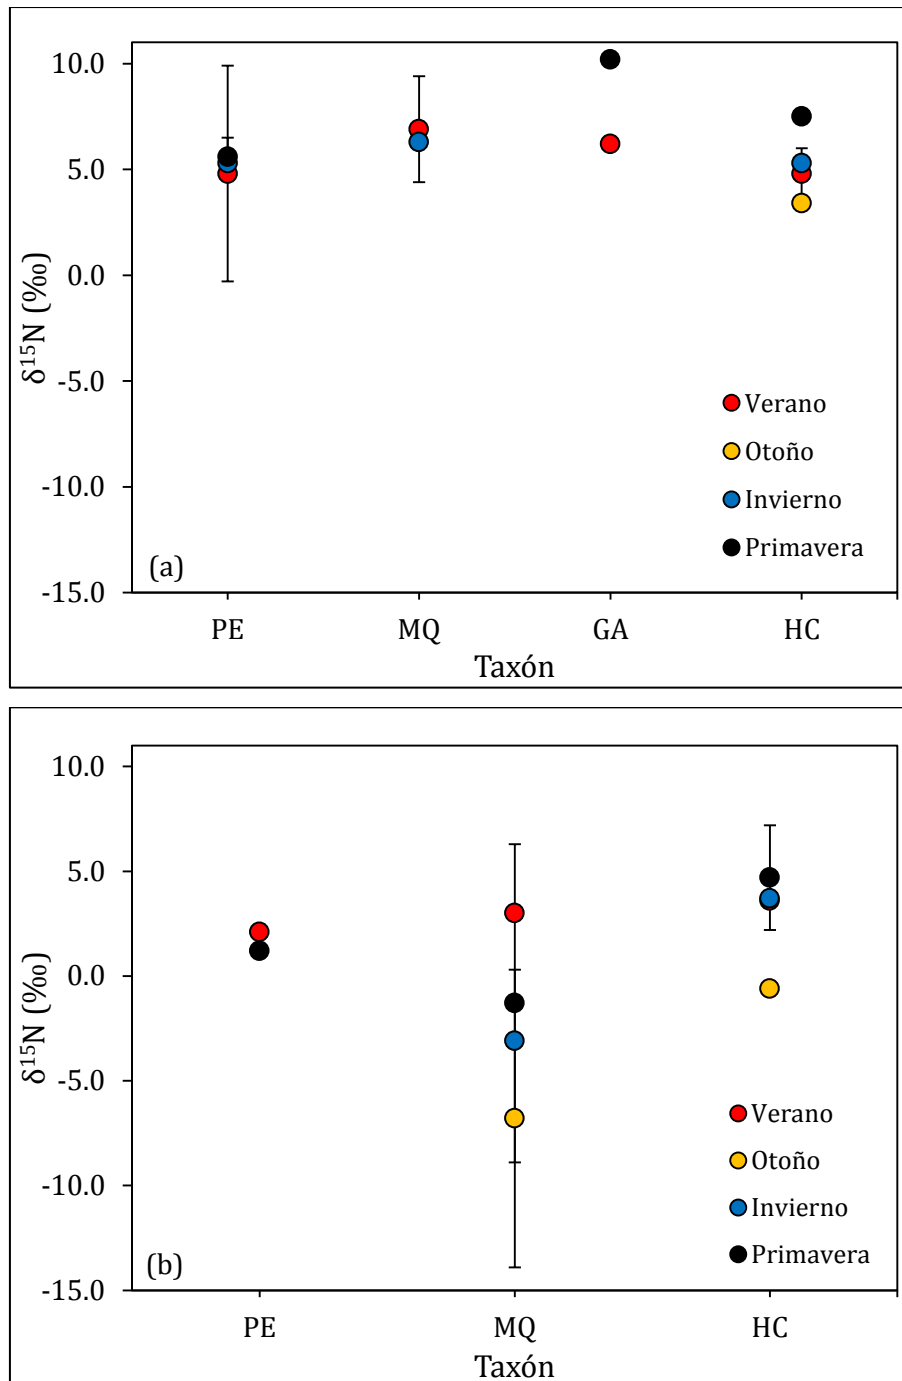 10.0
5.0
0.0
-5.0
-10.0
-15.0
δ¹⁵N (‰)
Verano
Otoño
Invierno
Primavera
(a)
PE MQ GA HC
Taxón
10.0
5.0
0.0
-5.0
-10.0
-15.0
δ¹⁵N (‰)
Verano
Otoño
Invierno
Primavera
(b)
PE MQ HC
Taxón